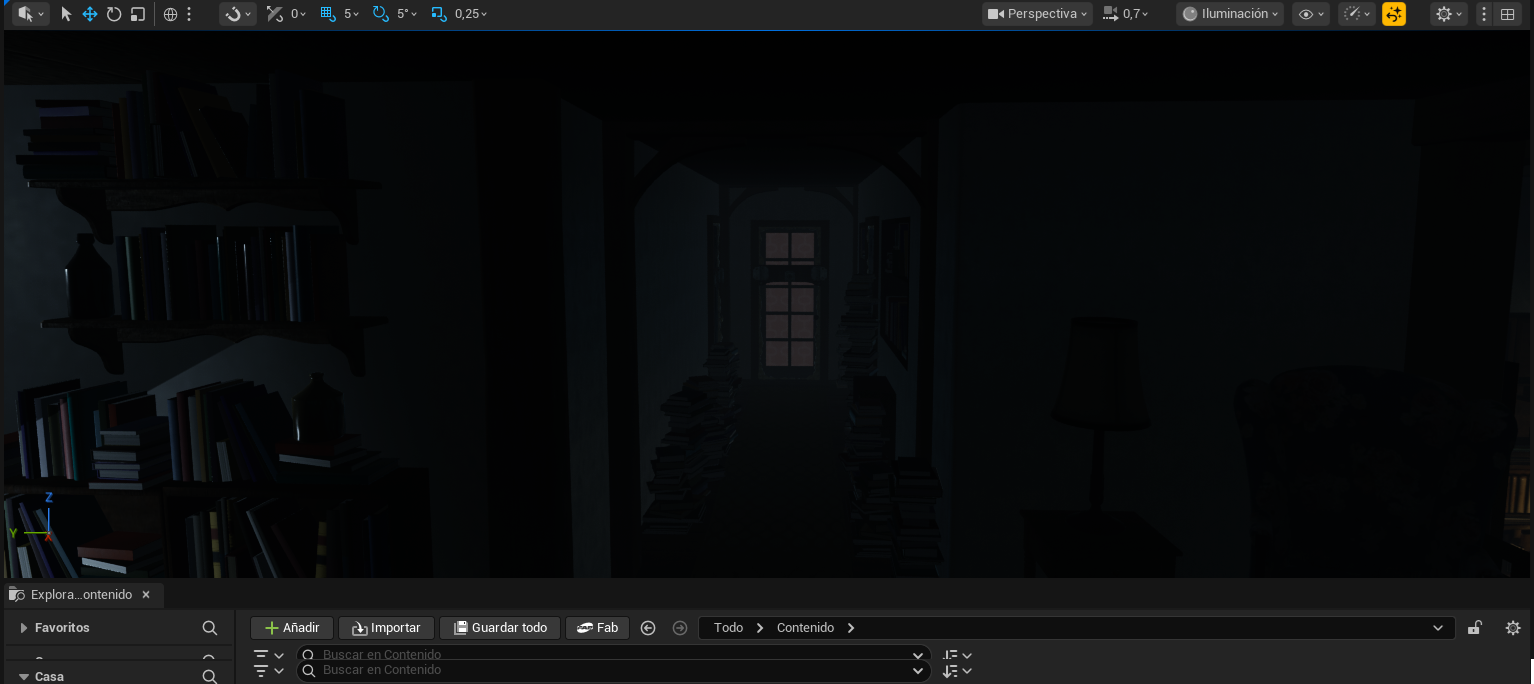 0 5 5° 0,25 Perspectiva 0,7 Iluminación
Z
Y X
Explora...ontenido
Favoritos Añadir Importar Guardar todo Fab Todo Contenido
Buscar en Contenido
Buscar en Contenido
Casa